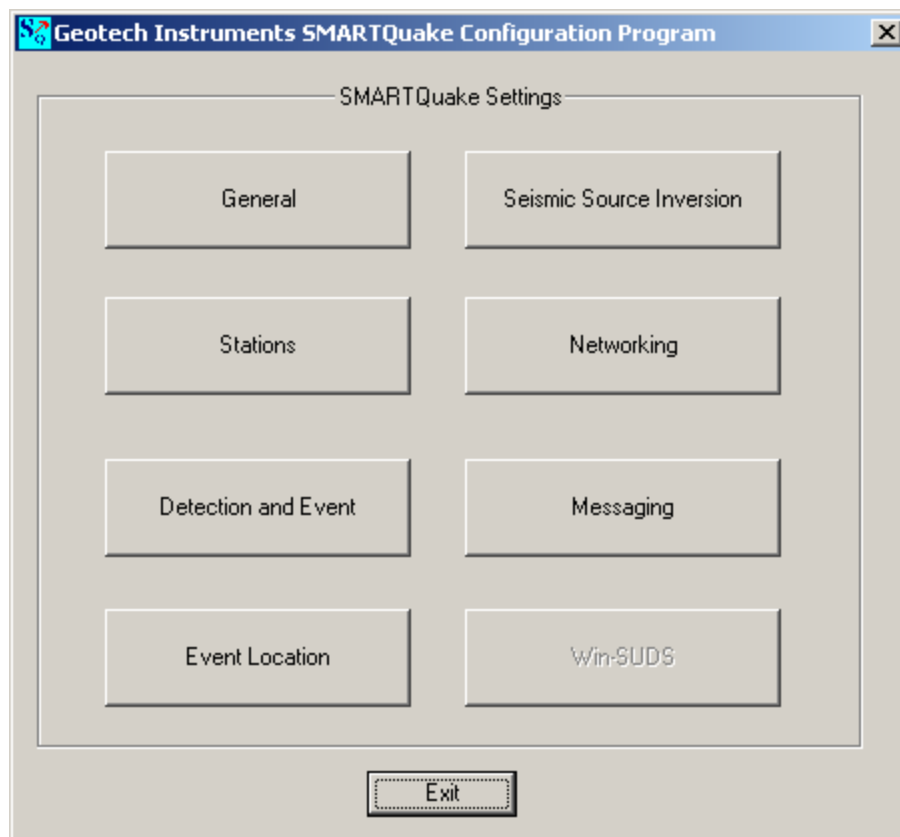 Geotech Instruments SMARTQuake Configuration Program
SMARTQuake Settings
General
Seismic Source Inversion
Stations
Networking
Detection and Event
Messaging
Event Location
Win-SUDS
Exit